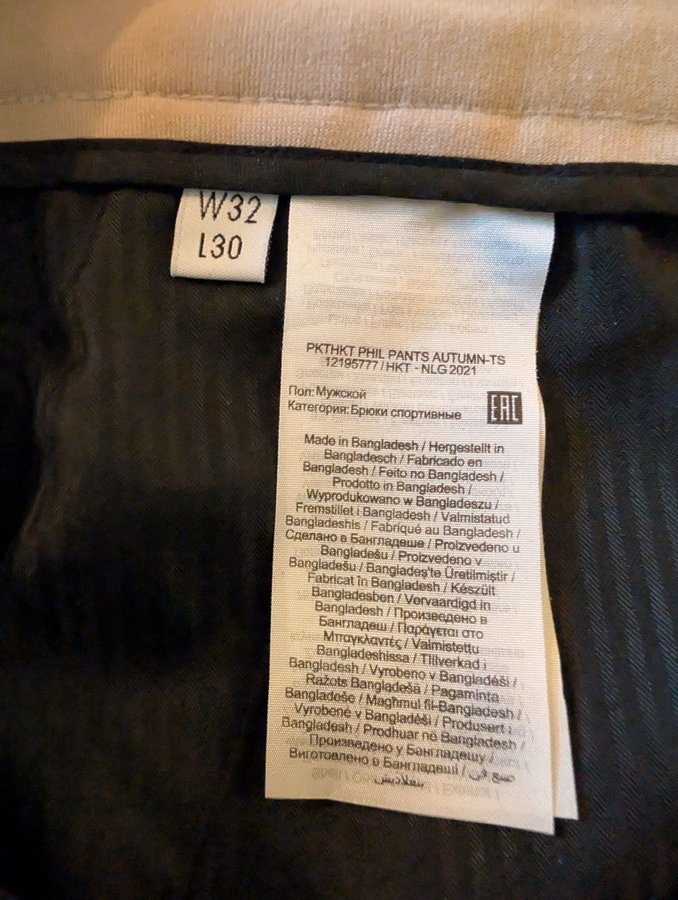 W32
L30
PKTHKT PHIL PANTS AUTUMN-TS
12195777 / HKT - NLG 2021
Пол: Мужской
Категория: Брюки спортивные
EAC
Made in Bangladesh / Hergestellt in
Bangladesch / Fabricado en
Bangladesh / Feito no Bangladesh /
Prodotto in Bangladesh /
Wyprodukowano w Bangladeszu /
Fremstillet i Bangladesh / Valmistatud
Bangladeshis / Fabriqué au Bangladesh /
Сделано в Бангладеше / Proizvedeno u
Bangladešu / Proizvedeno v
Bangladešu / Bangladeş'te Üretilmiştir /
Fabricat în Bangladesh / Készült
Bangladesben / Vervaardigd in
Bangladesh / Произведено в
Бангладеш / Παράγεται στο
Μπαγκλαντές / Valmistettu
Bangladeshissa / Tillverkad i
Bangladesh / Vyrobeno v Bangladéši /
Ražots Bangladešā / Pagaminta
Bangladeše / Magħmul fil-Bangladesh /
Vyrobené v Bangladéši / Produsert i
Bangladesh / Prodhuar në Bangladesh /
Произведено у Бангладешу /
Виготовлено в Бангладеші / صنع في
بنغلاديش